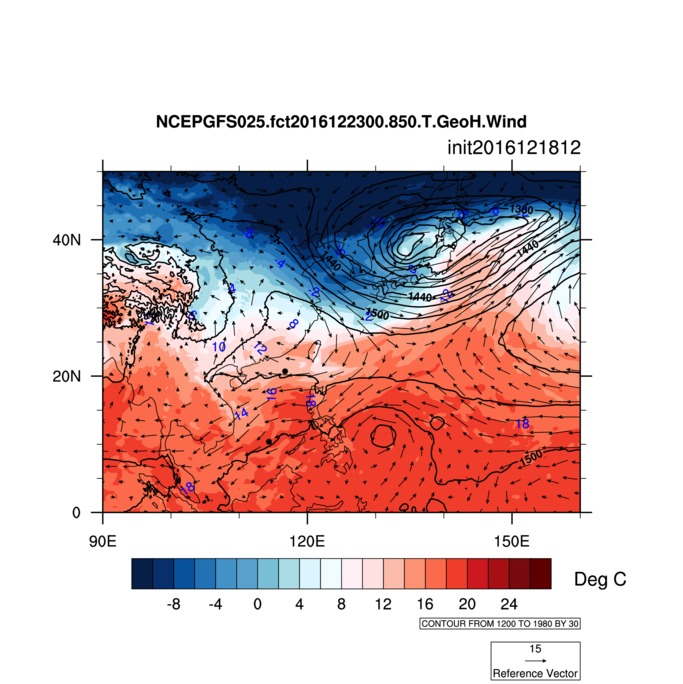 NCEPGFS025.fct2016122300.850.T.GeoH.Wind
init2016121812
1380
1440
40N
1440
1440
1500
10
12
20N
16
18
14
18
1500
18
0
90E
120E
150E
-8 -4 0 4 8 12 16 20 24
Deg C
CONTOUR FROM 1200 TO 1980 BY 30
15
Reference Vector